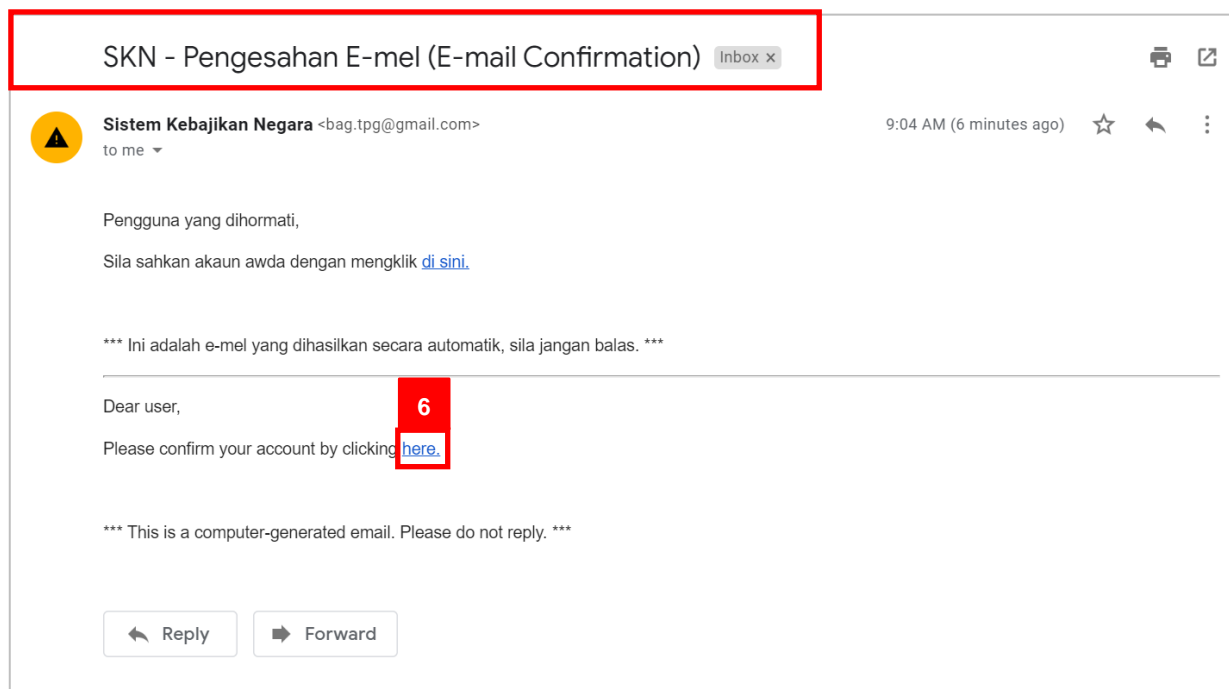 SKN - Pengesahan E-mel (E-mail Confirmation) Inbox x
Sistem Kebajikan Negara <bag.tpg@gmail.com> 9:04 AM (6 minutes ago)
to me
Pengguna yang dihormati,
Sila sahkan akaun awda dengan mengklik di sini.
*** Ini adalah e-mel yang dihasilkan secara automatik, sila jangan balas. ***
Dear user,
6
Please confirm your account by clicking here.
*** This is a computer-generated email. Please do not reply. ***
Reply Forward